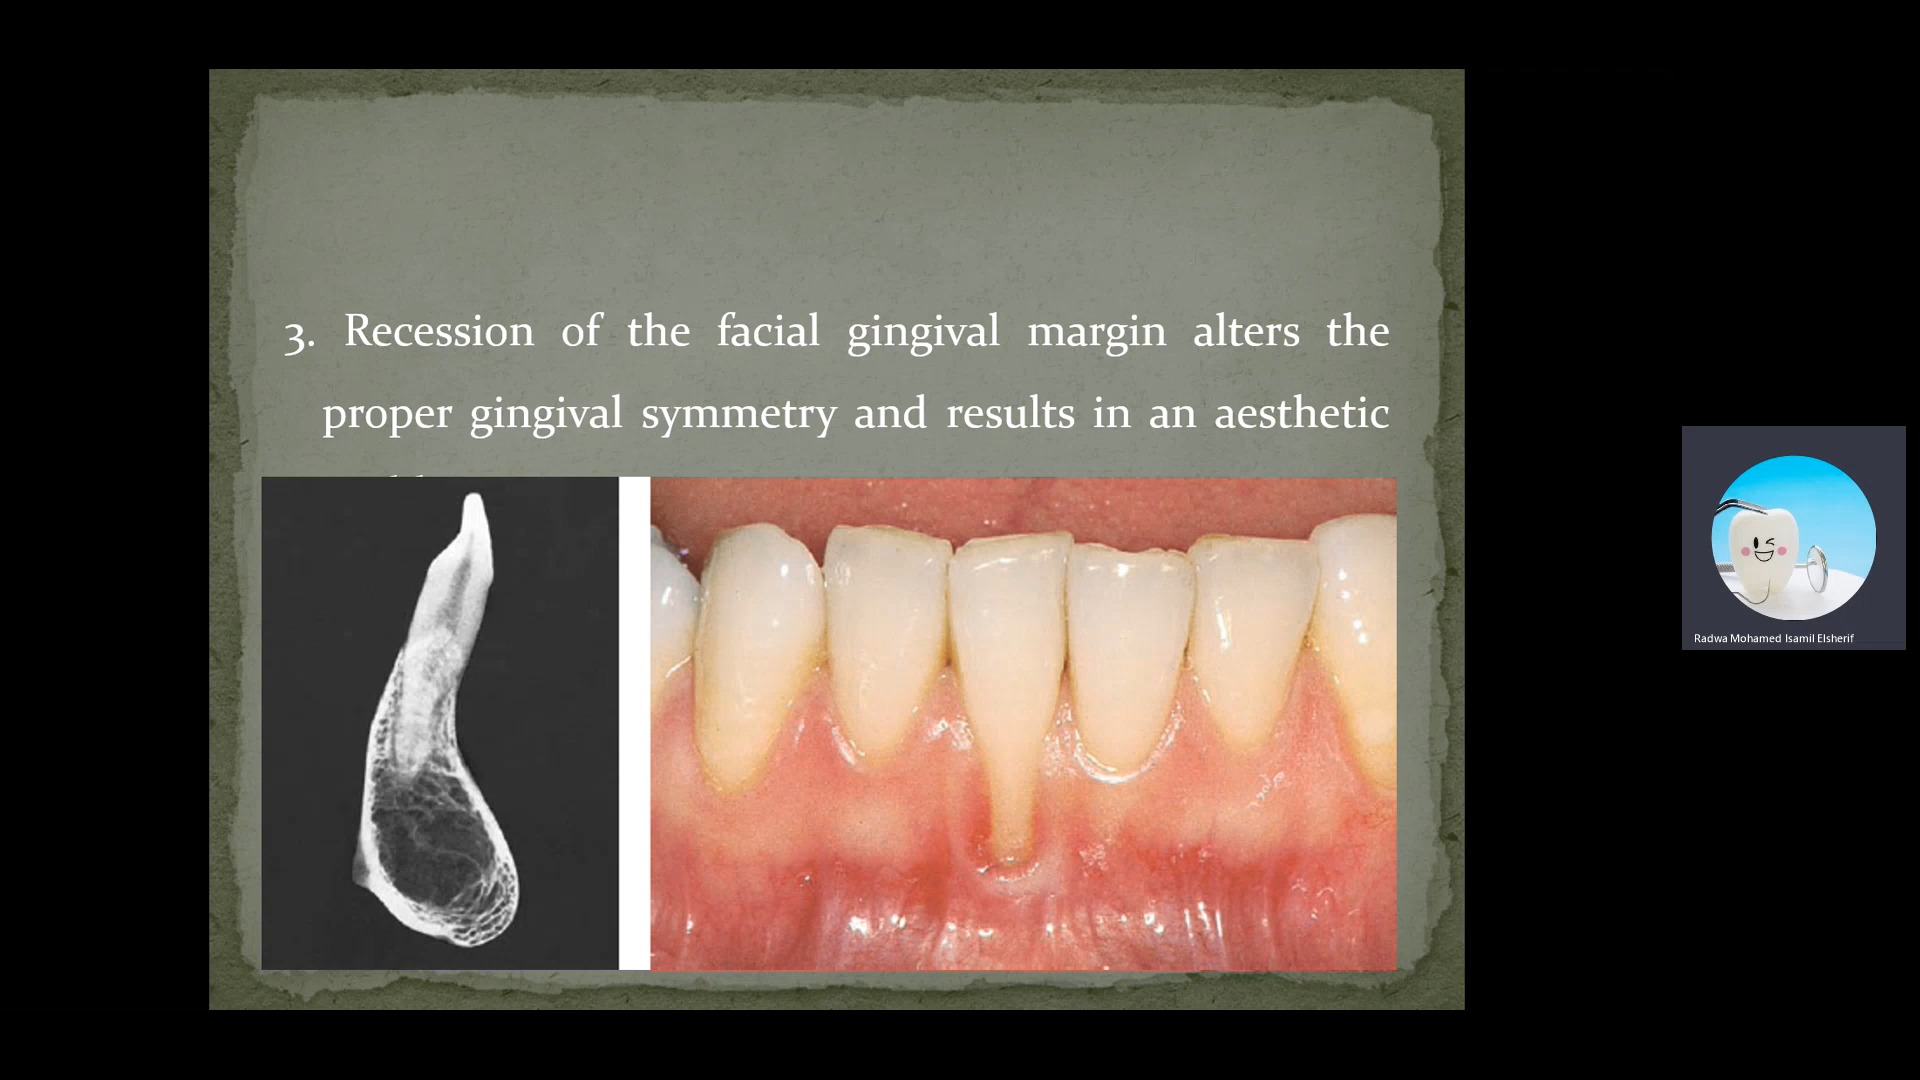 3. Recession of the facial gingival margin alters the
proper gingival symmetry and results in an aesthetic
Radwa Mohamed Isamil Elsherif